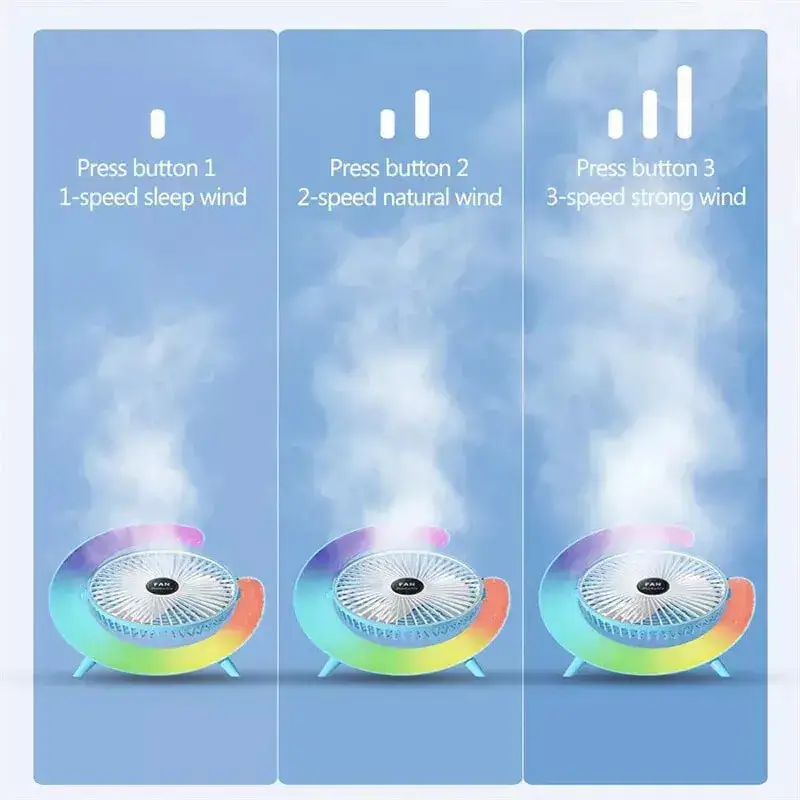 Press button 1
1-speed sleep wind
Press button 2
2-speed natural wind
Press button 3
3-speed strong wind
FAN
FAN
FAN